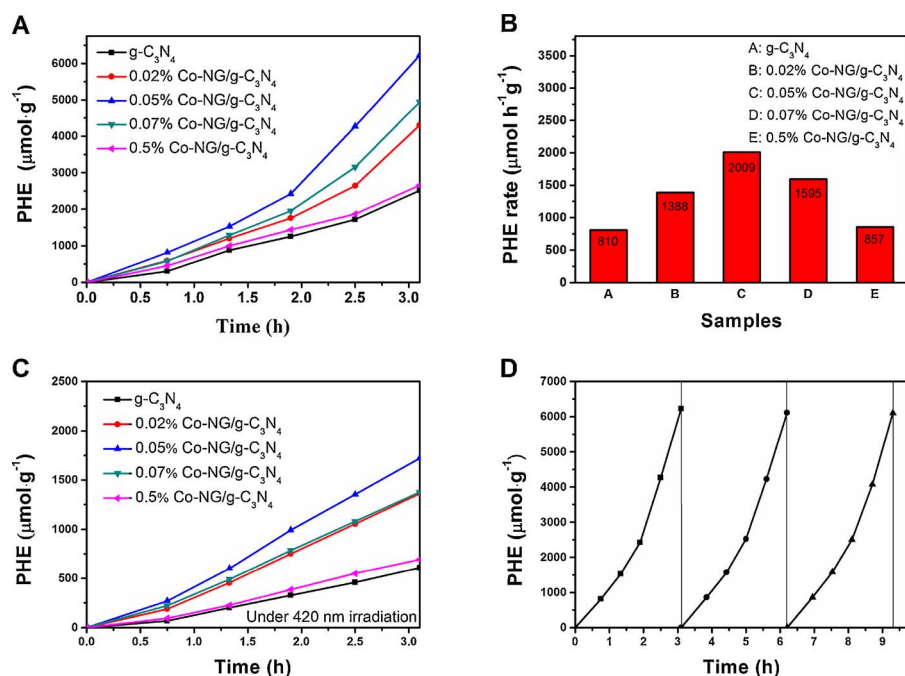 A
PHE (μmol·g⁻¹)
6000
5000
4000
3000
2000
1000
0
g-C₃N₄
0.02% Co-NG/g-C₃N₄
0.05% Co-NG/g-C₃N₄
0.07% Co-NG/g-C₃N₄
0.5% Co-NG/g-C₃N₄
0.0 0.5 1.0 1.5 2.0 2.5 3.0
Time (h)
B
PHE rate (μmol h⁻¹g⁻¹)
3500
3000
2500
2000
1500
1000
500
0
A: g-C₃N₄
B: 0.02% Co-NG/g-C₃N₄
C: 0.05% Co-NG/g-C₃N₄
D: 0.07% Co-NG/g-C₃N₄
E: 0.5% Co-NG/g-C₃N₄
810 1388 2009 1595 857
A B C D E
Samples
C
PHE (μmol·g⁻¹)
2500
2000
1500
1000
500
0
g-C₃N₄
0.02% Co-NG/g-C₃N₄
0.05% Co-NG/g-C₃N₄
0.07% Co-NG/g-C₃N₄
0.5% Co-NG/g-C₃N₄
Under 420 nm irradiation
0.0 0.5 1.0 1.5 2.0 2.5 3.0
Time (h)
D
PHE (μmol·g⁻¹)
7000
6000
5000
4000
3000
2000
1000
0
0 1 2 3 4 5 6 7 8 9
Time (h)